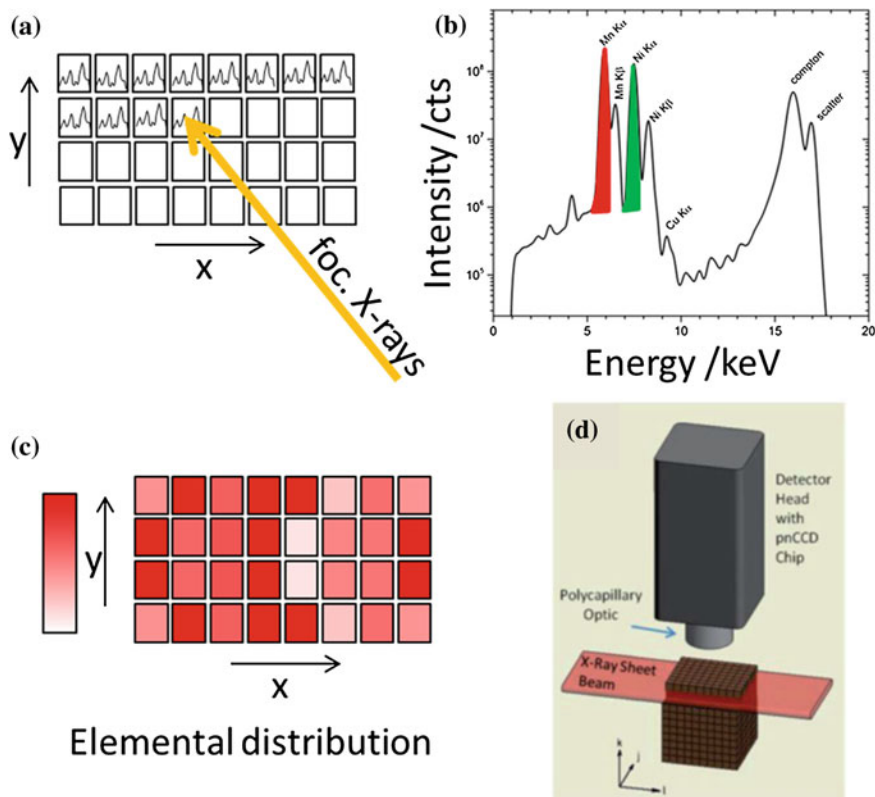 (a)
y
x
foc. X-rays
(b)
Intensity /cts
10⁸
10⁷
10⁶
10⁵
Mn Kα
Mn Kβ
Ni Kα
Ni Kβ
Cu Kα
compton
scatter
0
5
10
15
20
Energy /keV
(c)
y
x
Elemental distribution
(d)
Detector
Head
with
pnCCD
Chip
Polycapillary
Optic
X-Ray Sheet
Beam
k
j
i